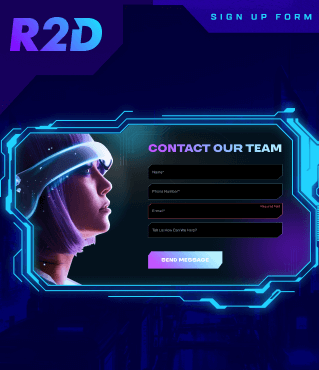 R2D
SIGN UP FORM
CONTACT OUR TEAM
Name*
Phone Number*
E-mail*
Required field
Tell Us How Can We Help?
SEND MESSAGE